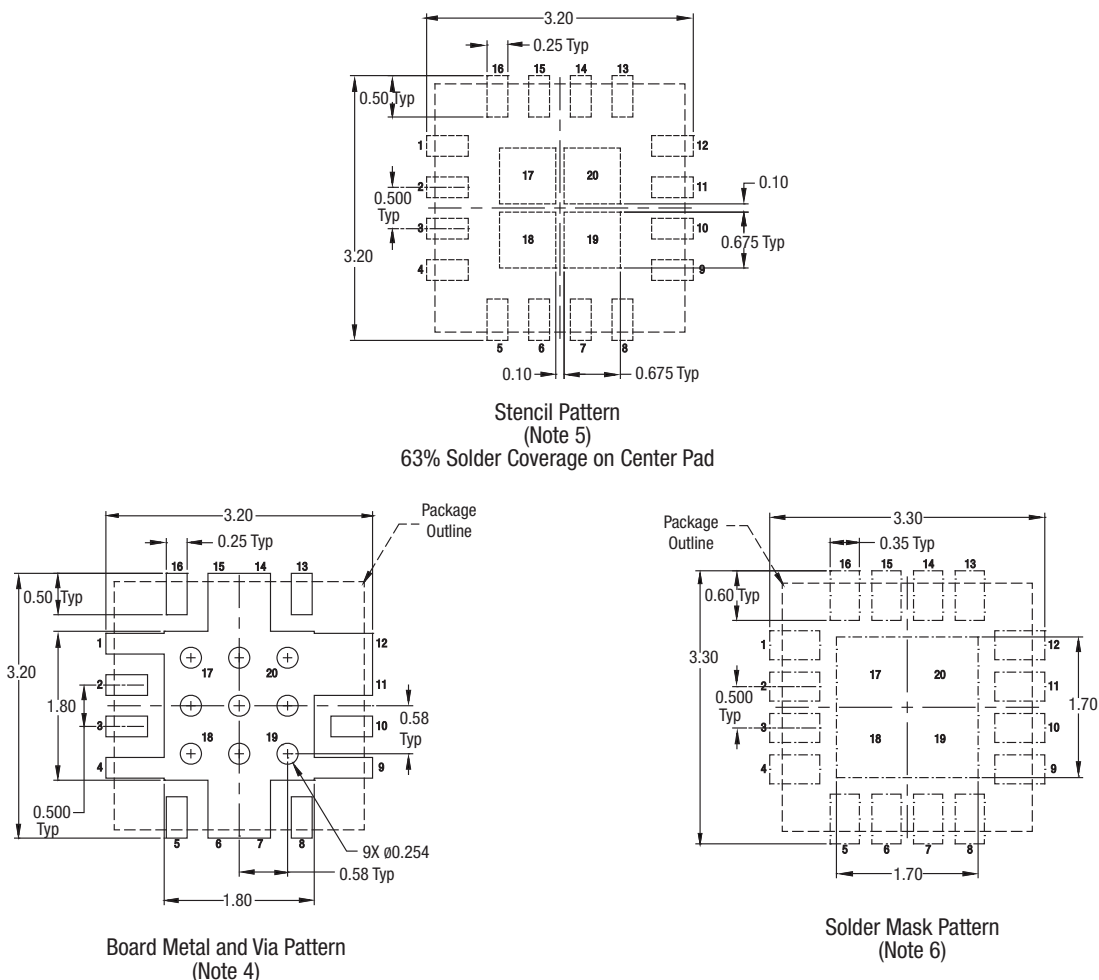 3.20
0.25 Typ
16 15 14 13
0.50 Typ
1 12
17 20
0.10
2 11
0.500
Typ
3 10
18 19
0.675 Typ
3.20
4 9
5 6 7 8
0.10 0.675 Typ
Stencil Pattern
(Note 5)
63% Solder Coverage on Center Pad
Package
Outline
3.20
0.25 Typ
16 15 14 13
0.50 Typ
1 12
17 20
3.20
2 11
1.80
0.58
Typ
3 10
18 19
4 9
0.500
Typ
5 6 7 8
9X ø0.254
0.58 Typ
1.80
Board Metal and Via Pattern
(Note 4)
Package
Outline
3.30
0.35 Typ
16 15 14 13
0.60 Typ
1 12
17 20
3.30
2 11
0.500
Typ
1.70
3 10
18 19
4 9
5 6 7 8
1.70
Solder Mask Pattern
(Note 6)